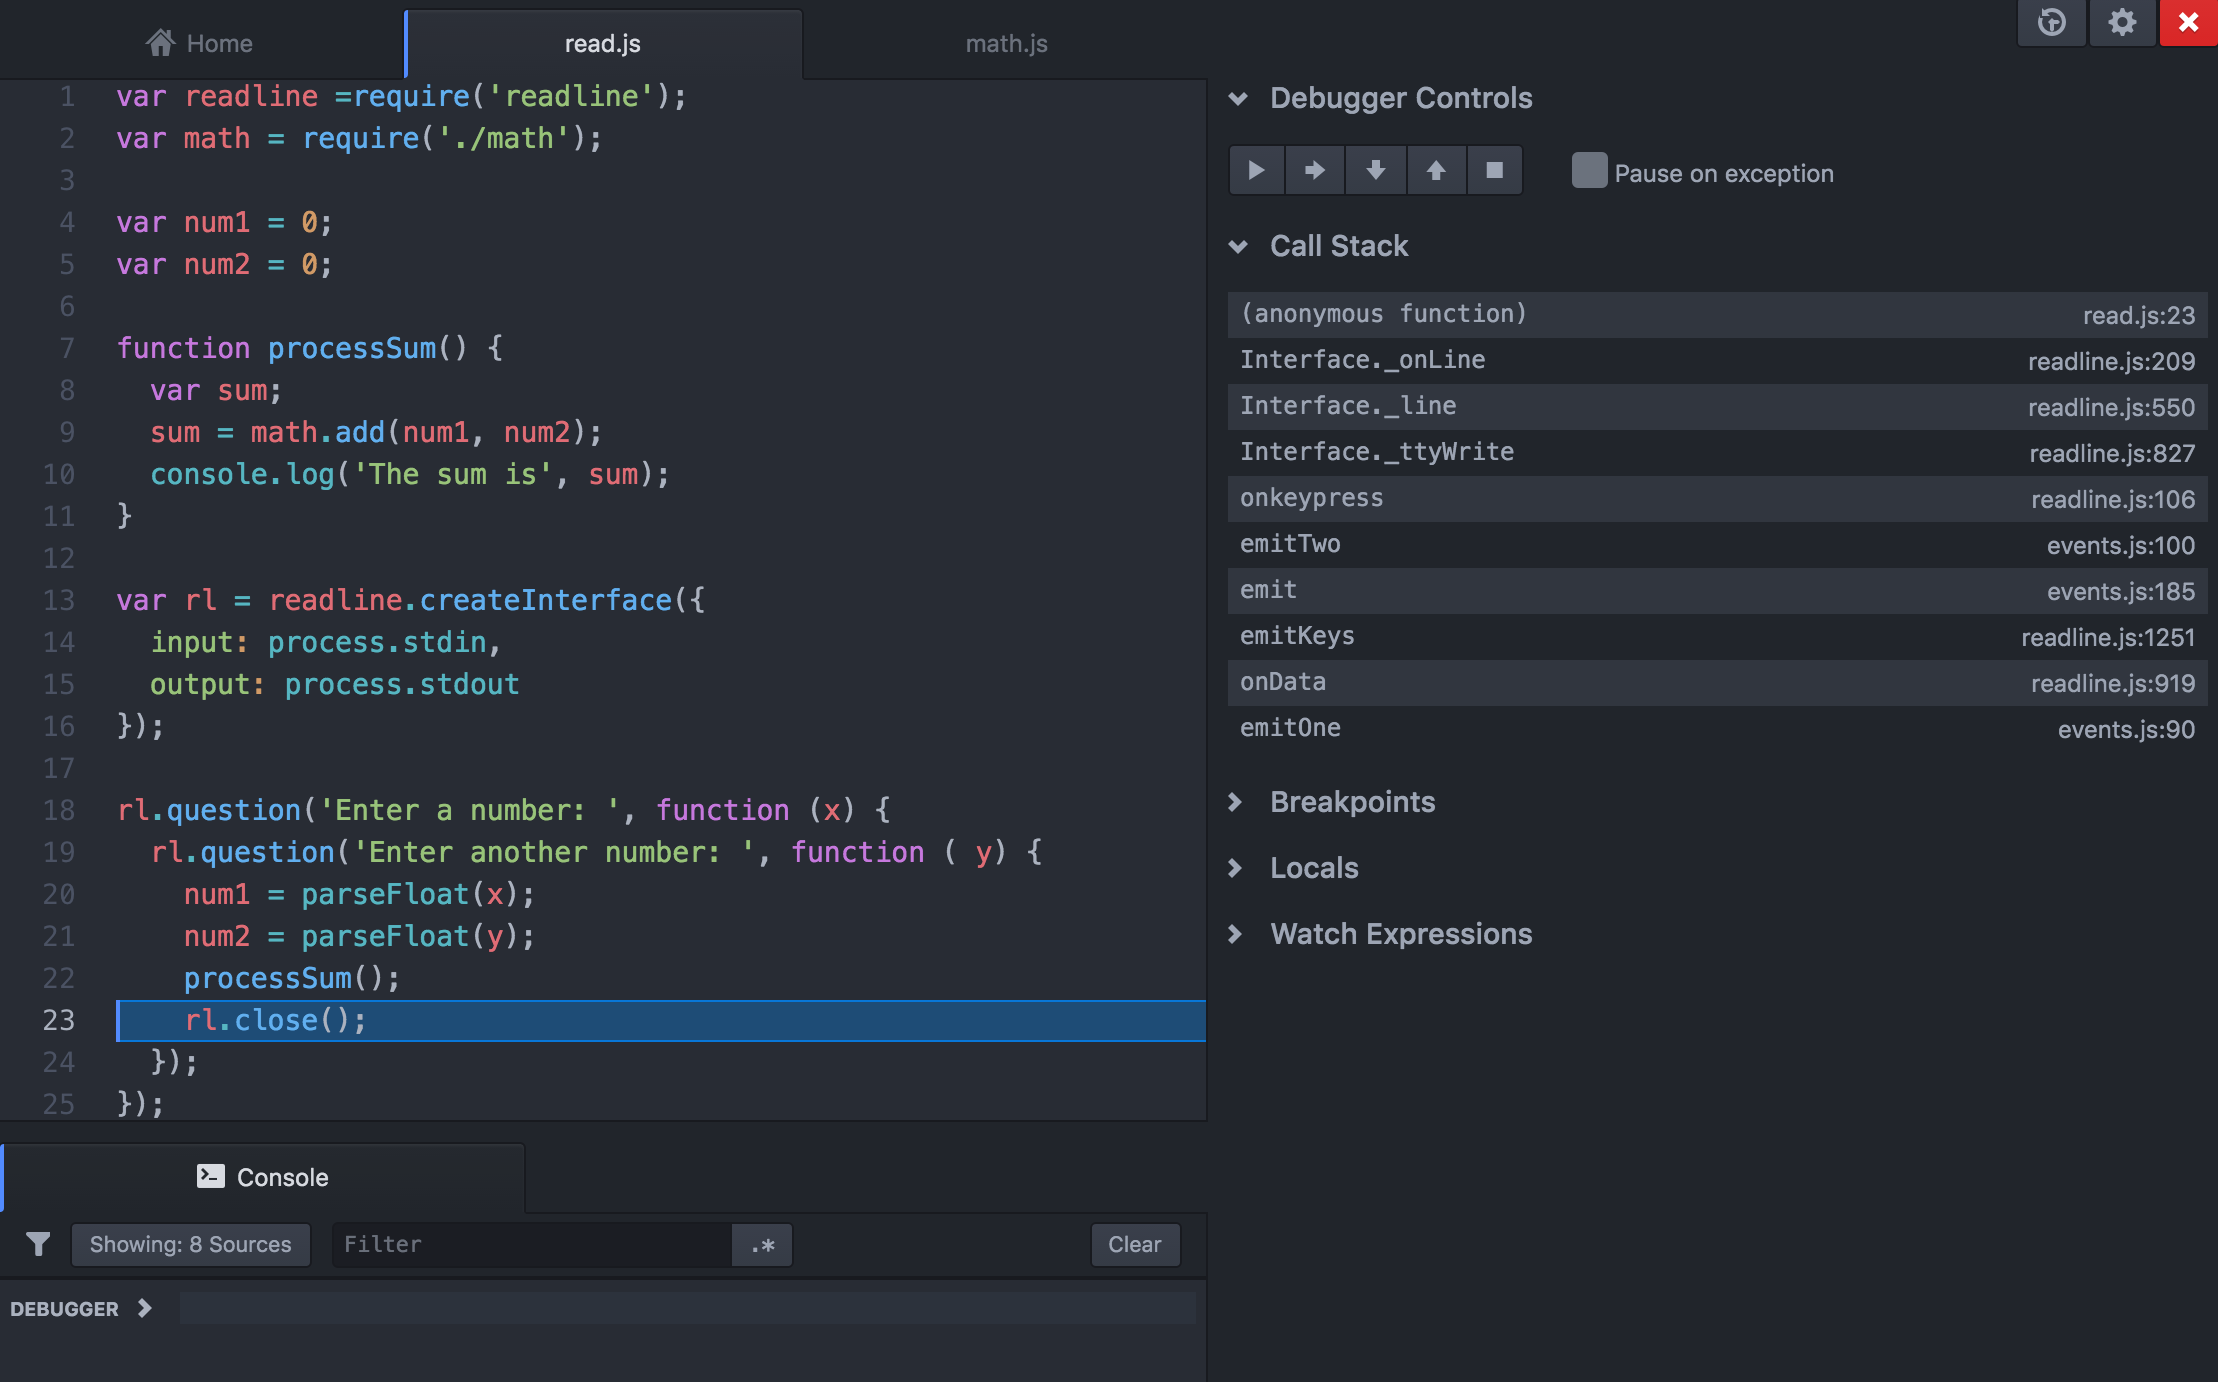 Home
read.js
math.js
1 var readline =require('readline');
2 var math = require('./math');
3
4 var num1 = 0;
5 var num2 = 0;
6
7 function processSum() {
8   var sum;
9   sum = math.add(num1, num2);
10   console.log('The sum is', sum);
11 }
12
13 var rl = readline.createInterface({
14   input: process.stdin,
15   output: process.stdout
16 });
17
18 rl.question('Enter a number: ', function (x) {
19   rl.question('Enter another number: ', function ( y) {
20     num1 = parseFloat(x);
21     num2 = parseFloat(y);
22     processSum();
23     rl.close();
24   });
25 });
Console
Showing: 8 Sources
Filter
.*
Clear
DEBUGGER
Debugger Controls
Pause on exception
Call Stack
(anonymous function) read.js:23
Interface._onLine readline.js:209
Interface._line readline.js:550
Interface._ttyWrite readline.js:827
onkeypress readline.js:106
emitTwo events.js:100
emit events.js:185
emitKeys readline.js:1251
onData readline.js:919
emitOne events.js:90
Breakpoints
Locals
Watch Expressions